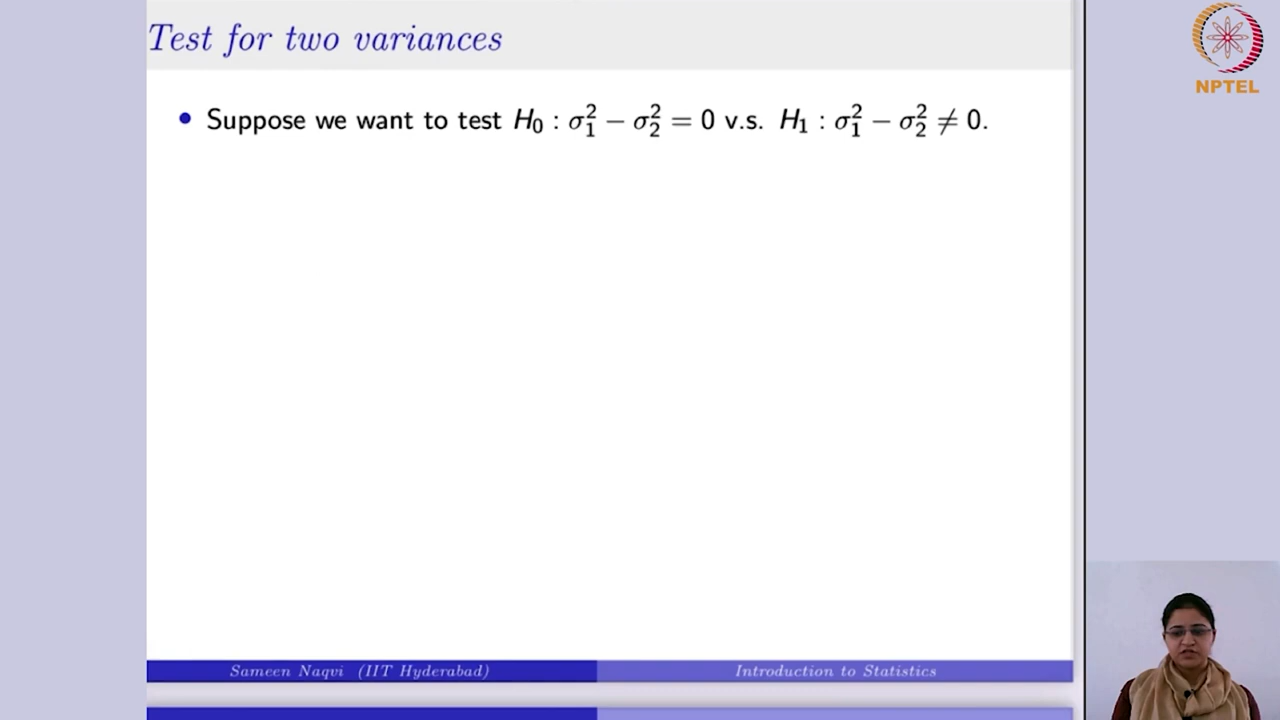 Test for two variances
NPTEL
• Suppose we want to test H₀ : σ₁² − σ₂² = 0 v.s. H₁ : σ₁² − σ₂² ≠ 0.
Sameen Naqvi (IIT Hyderabad)
Introduction to Statistics